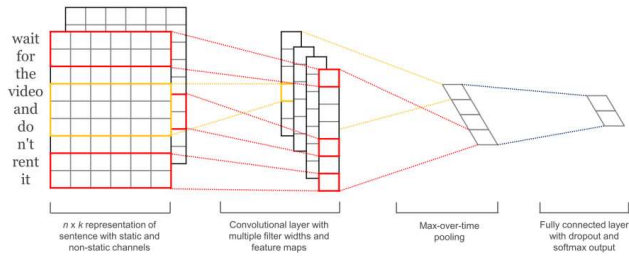 wait
for
the
video
and
do
n't
rent
it
n x k representation of
sentence with static and
non-static channels
Convolutional layer with
multiple filter widths and
feature maps
Max-over-time
pooling
Fully connected layer
with dropout and
softmax output